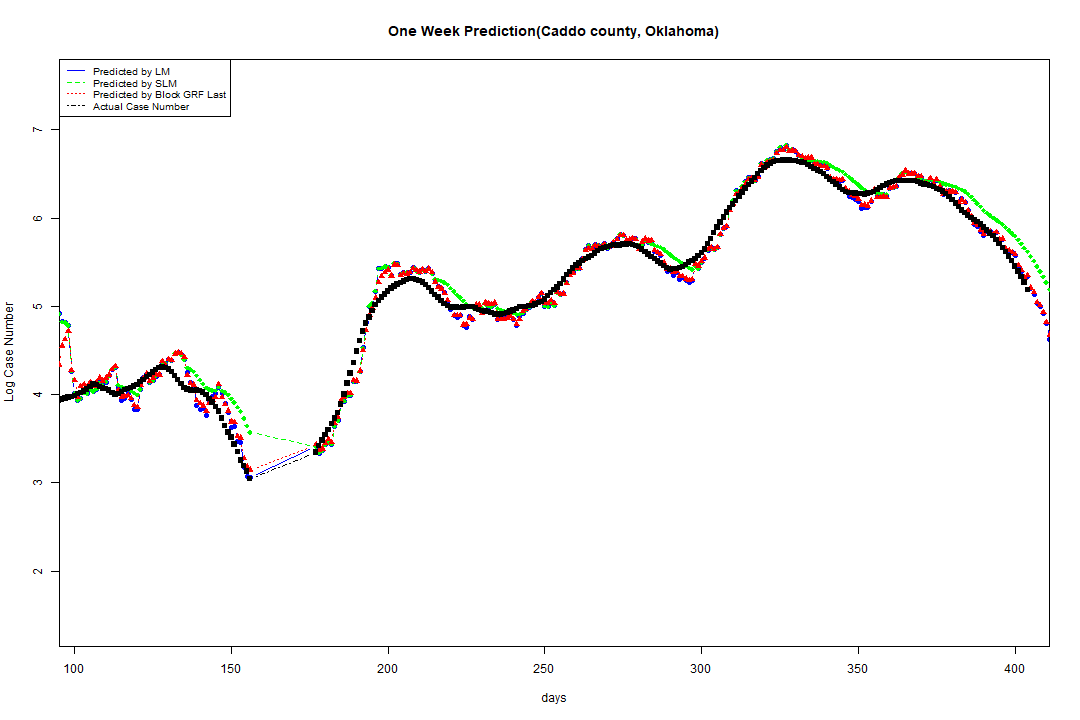 One Week Prediction(Caddo county, Oklahoma)
Predicted by LM
Predicted by SLM
Predicted by Block GRF Last
Actual Case Number
7
6
5
4
3
2
Log Case Number
100 150 200 250 300 350 400
days